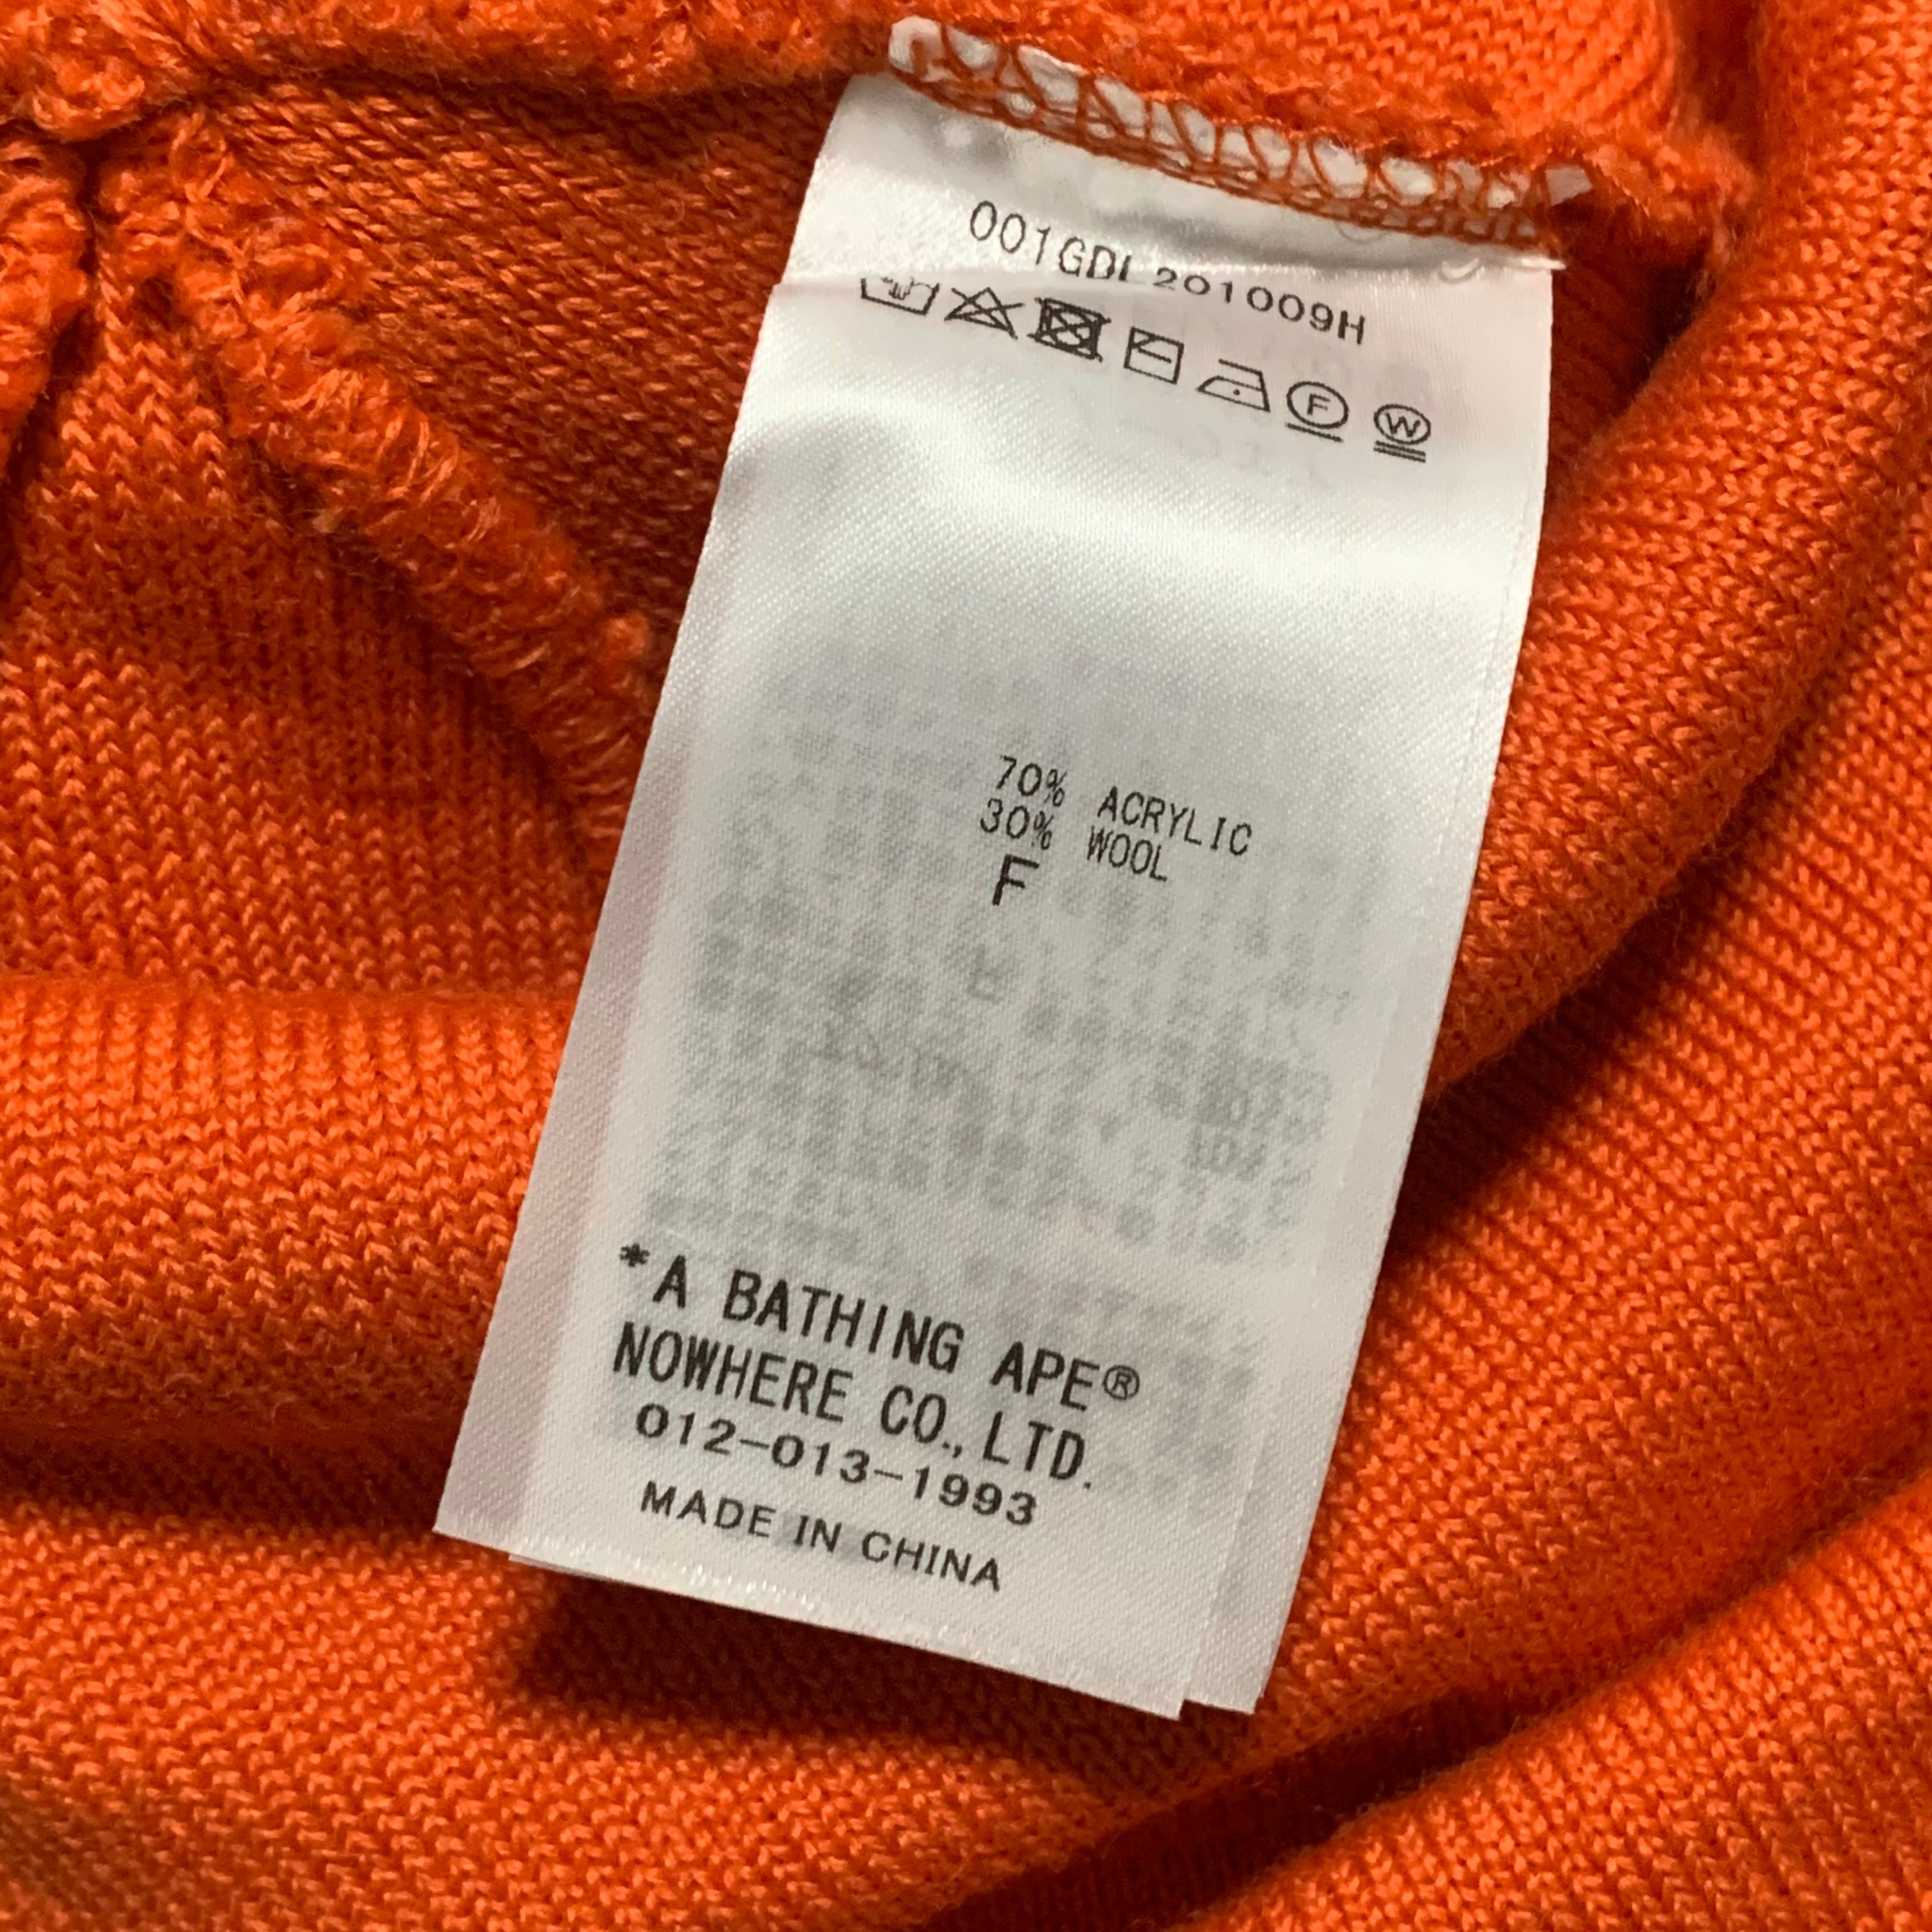 001GDL201009H
F W
70% ACRYLIC
30% WOOL
F
*A BATHING APE®
NOWHERE CO., LTD.
012-013-1993
MADE IN CHINA